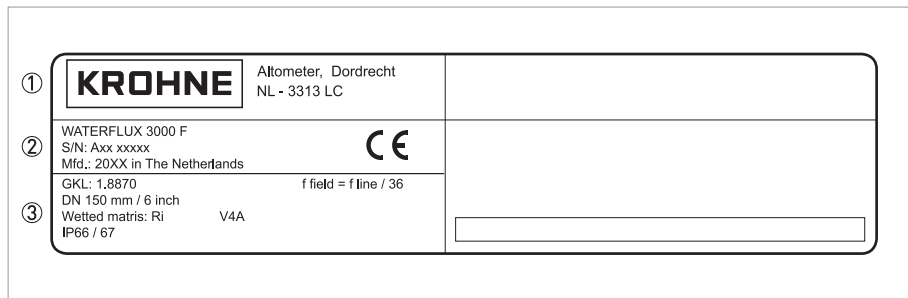 ①
KROHNE
Altometer, Dordrecht
NL - 3313 LC
②
WATERFLUX 3000 F
S/N: Axx xxxxx
Mfd.: 20XX in The Netherlands
CE
③
GKL: 1.8870 f field = f line / 36
DN 150 mm / 6 inch
Wetted matris: Ri V4A
IP66 / 67